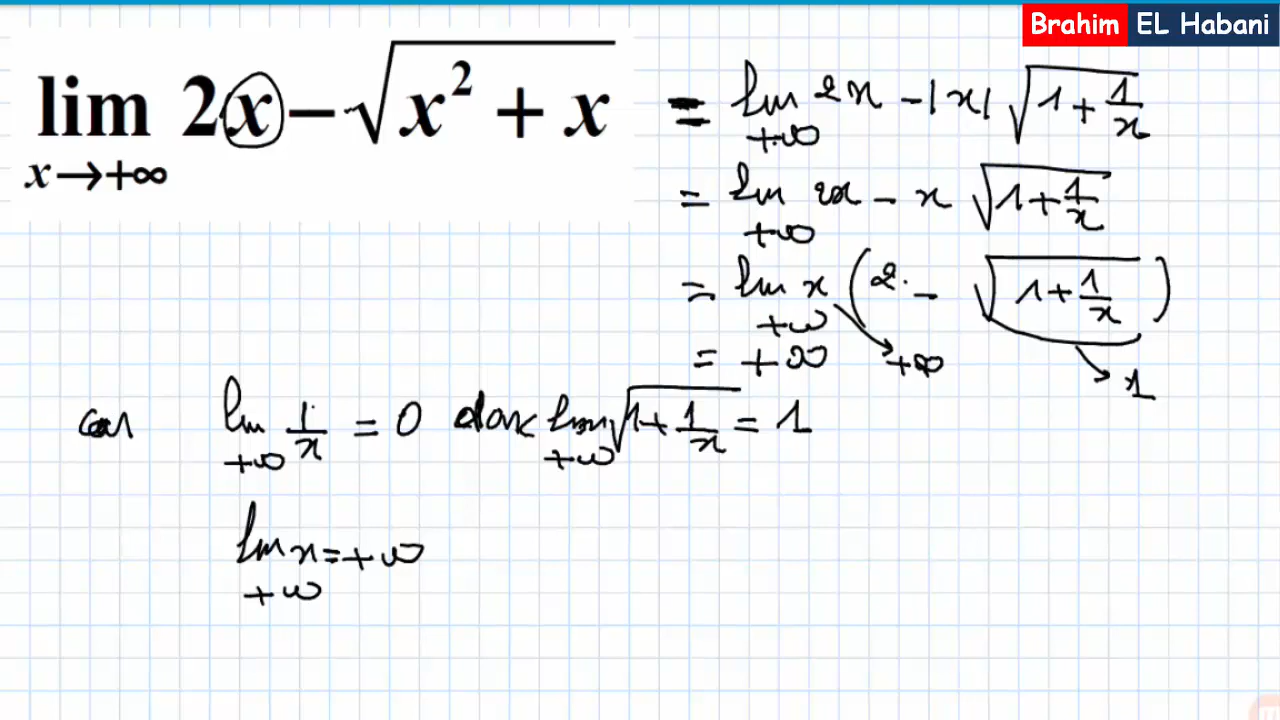 Brahim EL Habani
lim 2x − √(x² + x)
x→+∞
= lim 2x - |x| √(1 + 1/x)
+∞
= lim 2x - x √(1 + 1/x)
+∞
= lim x (2 - √(1 + 1/x))
+∞
= +∞ +∞ 1
car lim 1/x = 0 donc lim √(1 + 1/x) = 1
+∞ +∞
lim x = +∞
+∞